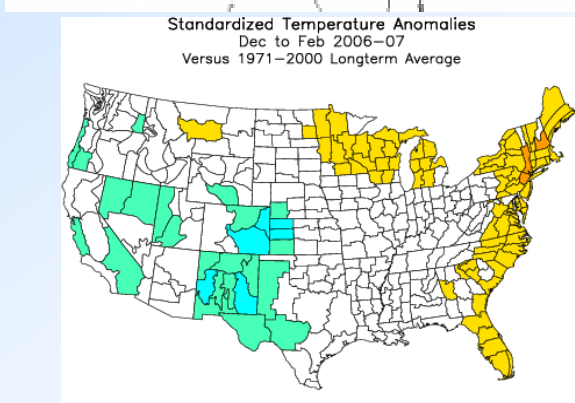 Standardized Temperature Anomalies
Dec to Feb 2006–07
Versus 1971–2000 Longterm Average